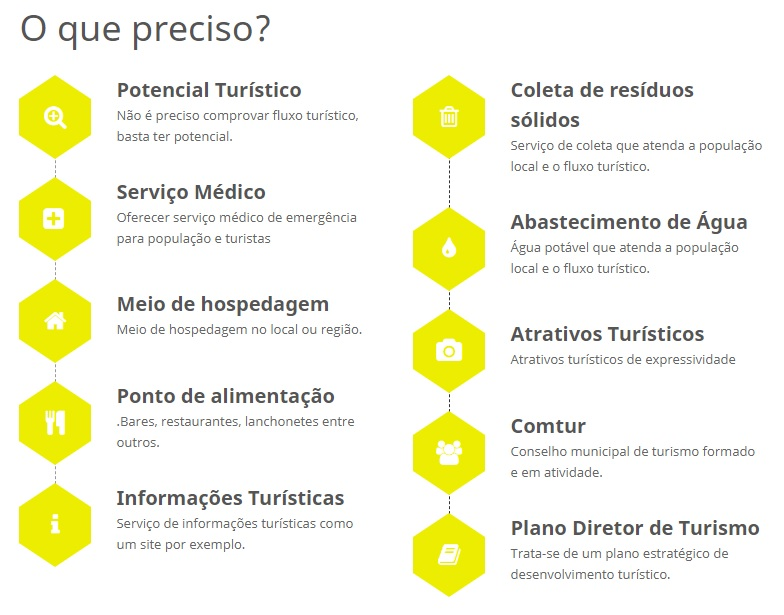 O que preciso?
Potencial Turístico
Não é preciso comprovar fluxo turístico,
basta ter potencial.
Serviço Médico
Oferecer serviço médico de emergência
para população e turistas
Meio de hospedagem
Meio de hospedagem no local ou região.
Ponto de alimentação
.Bares, restaurantes, lanchonetes entre
outros.
Informações Turísticas
Serviço de informações turísticas como
um site por exemplo.
Coleta de resíduos
sólidos
Serviço de coleta que atenda a população
local e o fluxo turístico.
Abastecimento de Água
Água potável que atenda a população
local e o fluxo turístico.
Atrativos Turísticos
Atrativos turísticos de expressividade
Comtur
Conselho municipal de turismo formado
e em atividade.
Plano Diretor de Turismo
Trata-se de um plano estratégico de
desenvolvimento turístico.